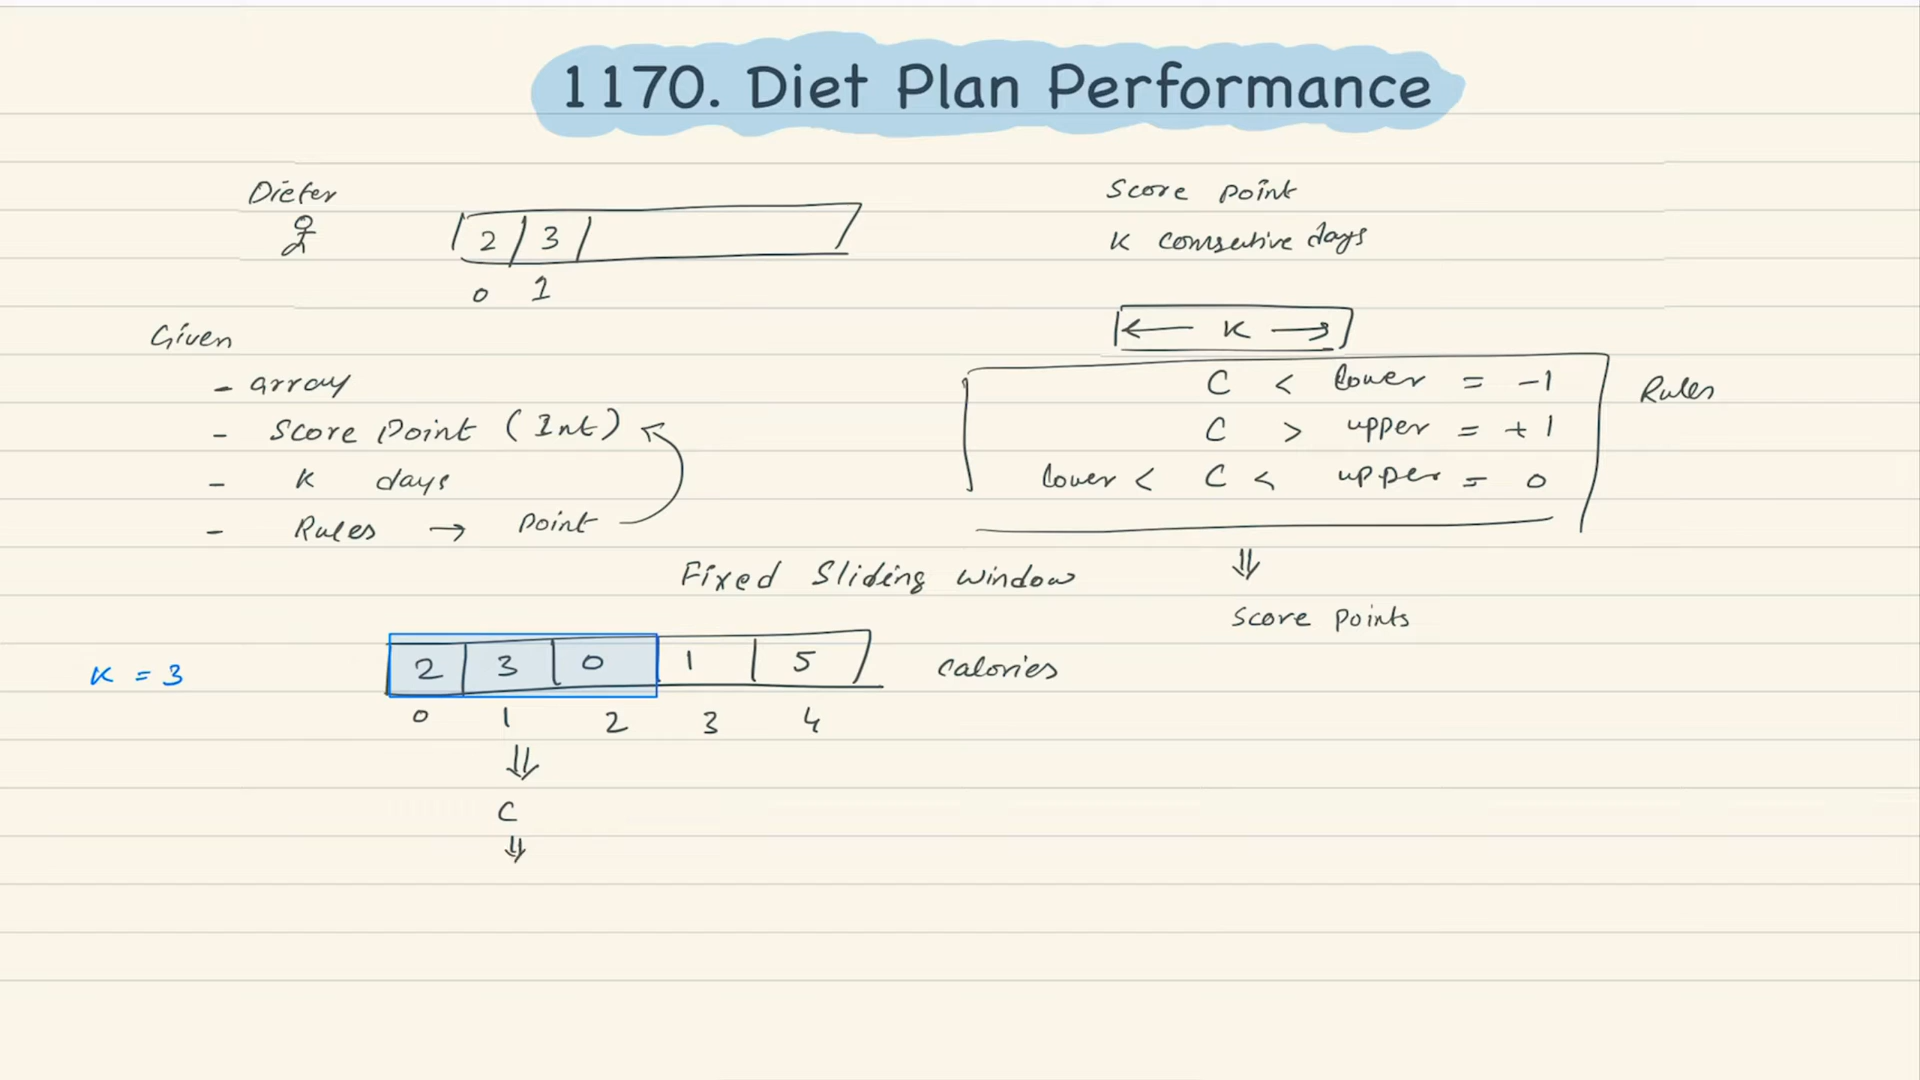 1170. Diet Plan Performance
Dieter
2 3
0 1
Score point
K consecutive days
Given
- array
- Score Point (Int)
- K days
- Rules → point
← K →
C < lower = -1
C > upper = +1
lower < C < upper = 0
Rules
Score points
Fixed Sliding window
K = 3
2 3 0 1 5
calories
0 1 2 3 4
C